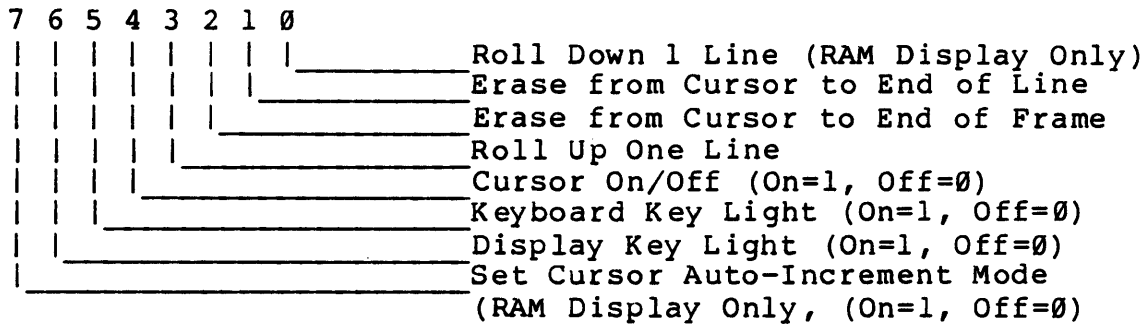 7 6 5 4 3 2 1 Ø
Roll Down 1 Line (RAM Display Only)
Erase from Cursor to End of Line
Erase from Cursor to End of Frame
Roll Up One Line
Cursor On/Off (On=1, Off=Ø)
Keyboard Key Light (On=1, Off=Ø)
Display Key Light (On=1, Off=Ø)
Set Cursor Auto-Increment Mode
(RAM Display Only, (On=1, Off=Ø)